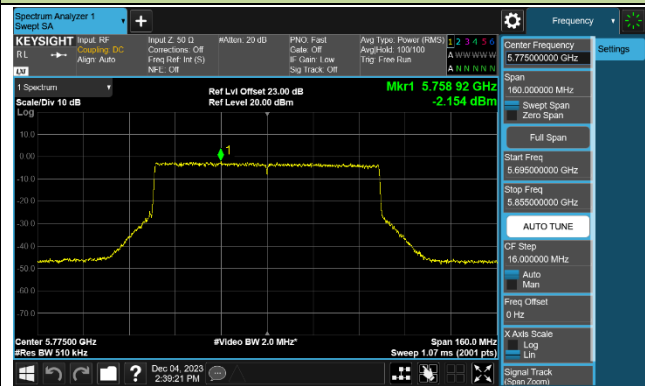 Spectrum Analyzer 1
Swept SA
Frequency
KEYSIGHT
RL
LXI
Input: RF
Coupling: DC
Align: Auto
Input Z: 50 Ω
Corrections: Off
Freq Ref: Int (S)
NFE: Off
#Atten: 20 dB
PNO: Fast
Gate: Off
IF Gain: Low
Sig Track: Off
Avg Type: Power (RMS)
Avg|Hold: 100/100
Trig: Free Run
1 2 3 4 5 6
A W W W W W
A N N N N N
Center Frequency
5.775000000 GHz
Settings
Span
160.000000 MHz
Swept Span
Zero Span
Full Span
Start Freq
5.695000000 GHz
Stop Freq
5.855000000 GHz
AUTO TUNE
CF Step
16.000000 MHz
Auto
Man
Freq Offset
0 Hz
X Axis Scale
Log
Lin
Signal Track
(Span Zoom)
1 Spectrum
Scale/Div 10 dB
Log
Ref Lvl Offset 23.00 dB
Ref Level 20.00 dBm
Mkr1 5.758 92 GHz
-2.154 dBm
1
10.0
0.00
-10.0
-20.0
-30.0
-40.0
-50.0
-60.0
-70.0
Center 5.77500 GHz
#Res BW 510 kHz
#Video BW 2.0 MHz*
Span 160.0 MHz
Sweep 1.07 ms (2001 pts)
?
Dec 04, 2023
2:39:21 PM